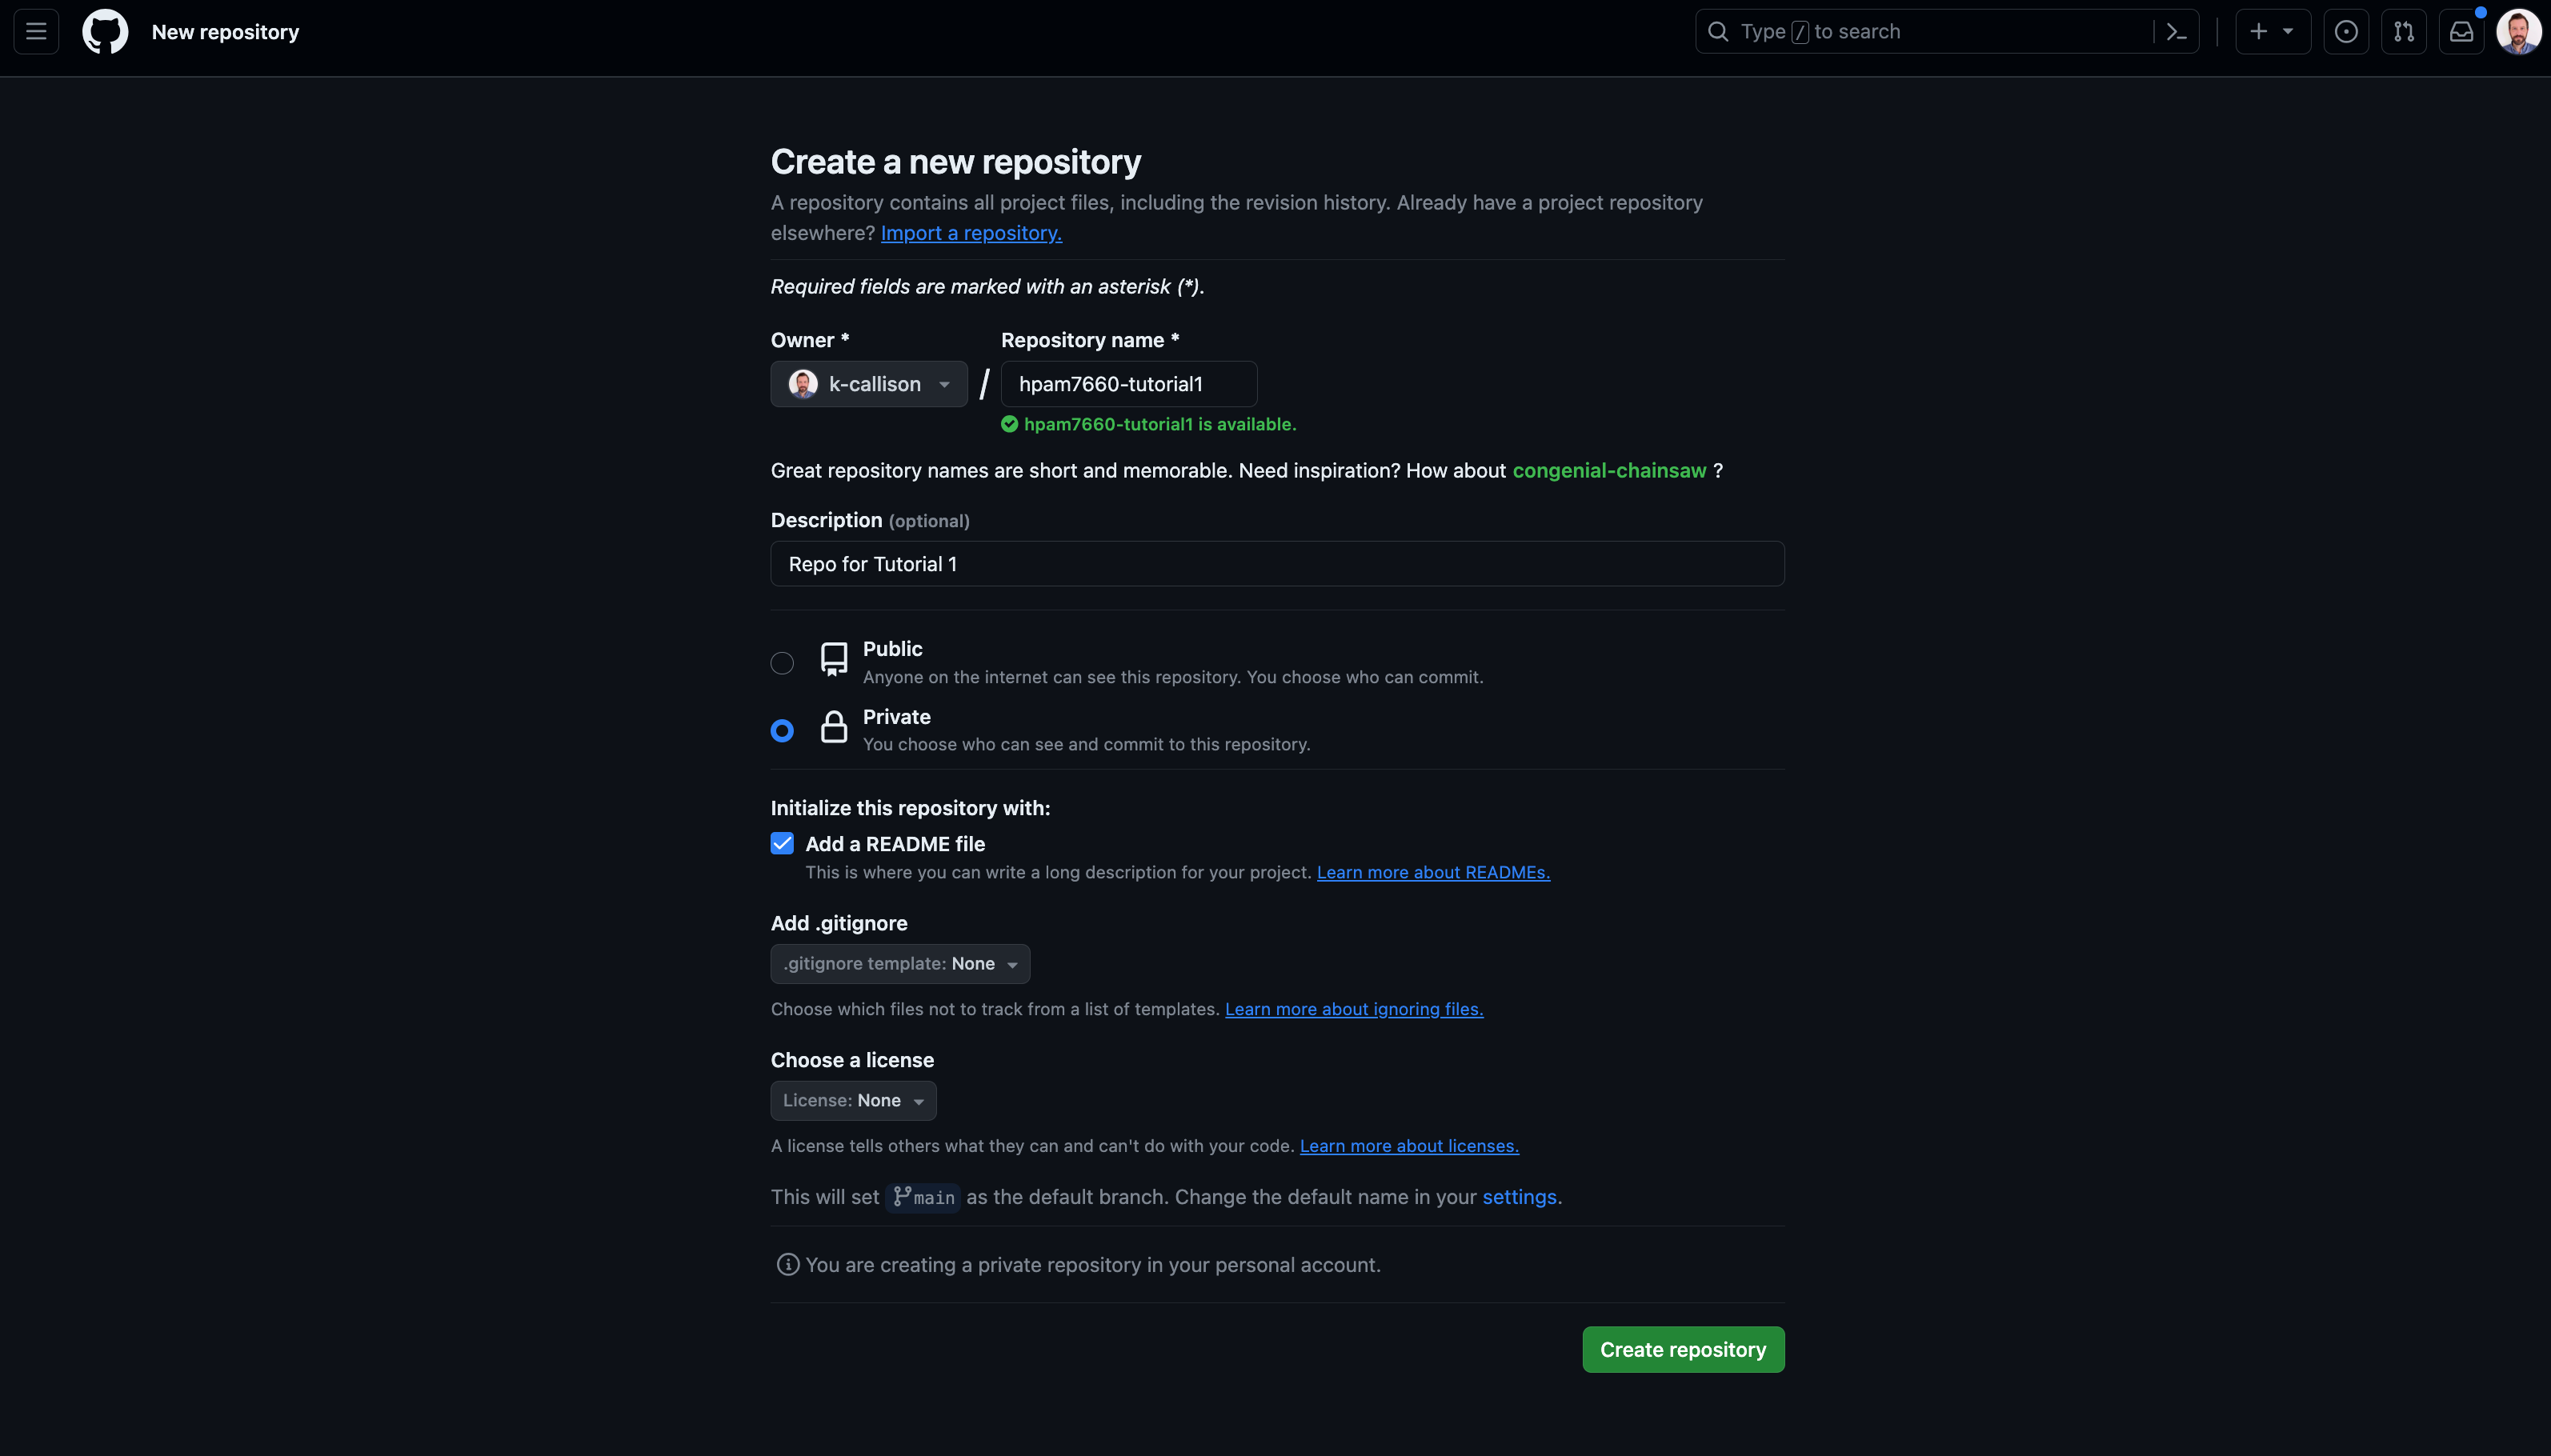 New repository
Type / to search
Create a new repository
A repository contains all project files, including the revision history. Already have a project repository
elsewhere? Import a repository.
Required fields are marked with an asterisk (*).
Owner * Repository name *
k-callison / hpam7660-tutorial1
hpam7660-tutorial1 is available.
Great repository names are short and memorable. Need inspiration? How about congenial-chainsaw ?
Description (optional)
Repo for Tutorial 1
Public
Anyone on the internet can see this repository. You choose who can commit.
Private
You choose who can see and commit to this repository.
Initialize this repository with:
Add a README file
This is where you can write a long description for your project. Learn more about READMEs.
Add .gitignore
.gitignore template: None
Choose which files not to track from a list of templates. Learn more about ignoring files.
Choose a license
License: None
A license tells others what they can and can't do with your code. Learn more about licenses.
This will set main as the default branch. Change the default name in your settings.
You are creating a private repository in your personal account.
Create repository